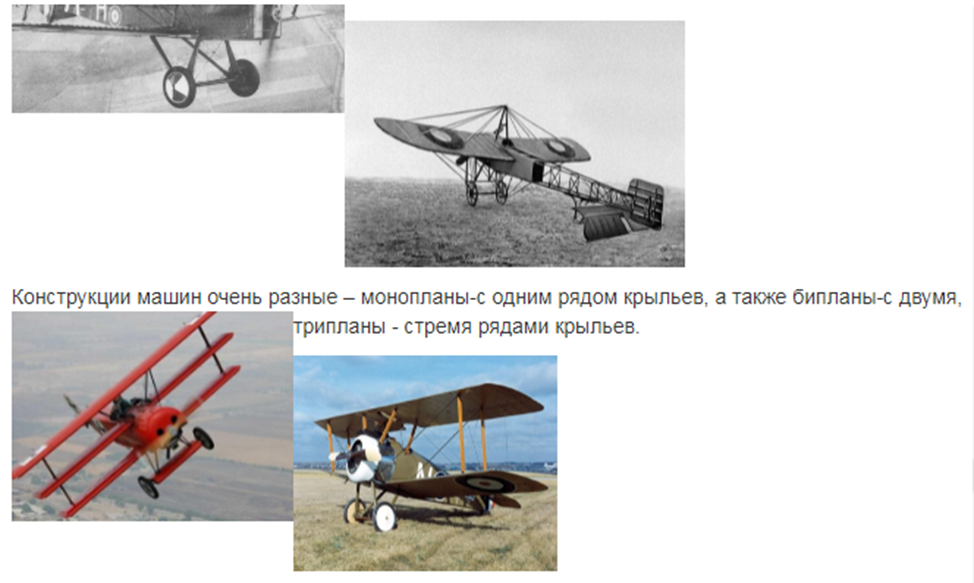 Конструкции машин очень разные – монопланы-с одним рядом крыльев, а также бипланы-с двумя,
трипланы - стремя рядами крыльев.